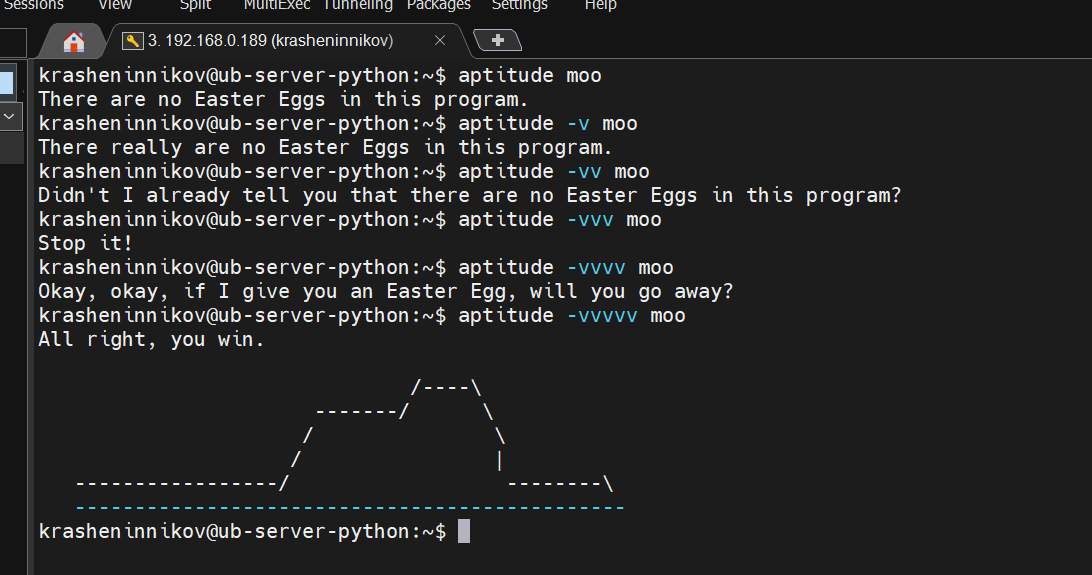 Sessions View Split MultiExec Tunneling Packages Settings Help
3. 192.168.0.189 (krasheninnikov)
krasheninnikov@ub-server-python:~$ aptitude moo
There are no Easter Eggs in this program.
krasheninnikov@ub-server-python:~$ aptitude -v moo
There really are no Easter Eggs in this program.
krasheninnikov@ub-server-python:~$ aptitude -vv moo
Didn't I already tell you that there are no Easter Eggs in this program?
krasheninnikov@ub-server-python:~$ aptitude -vvv moo
Stop it!
krasheninnikov@ub-server-python:~$ aptitude -vvvv moo
Okay, okay, if I give you an Easter Egg, will you go away?
krasheninnikov@ub-server-python:~$ aptitude -vvvvv moo
All right, you win.

                               /----\
                       -------/      \
                      /               \
                     /                |
   -----------------/                  --------\
   ----------------------------------------------
krasheninnikov@ub-server-python:~$